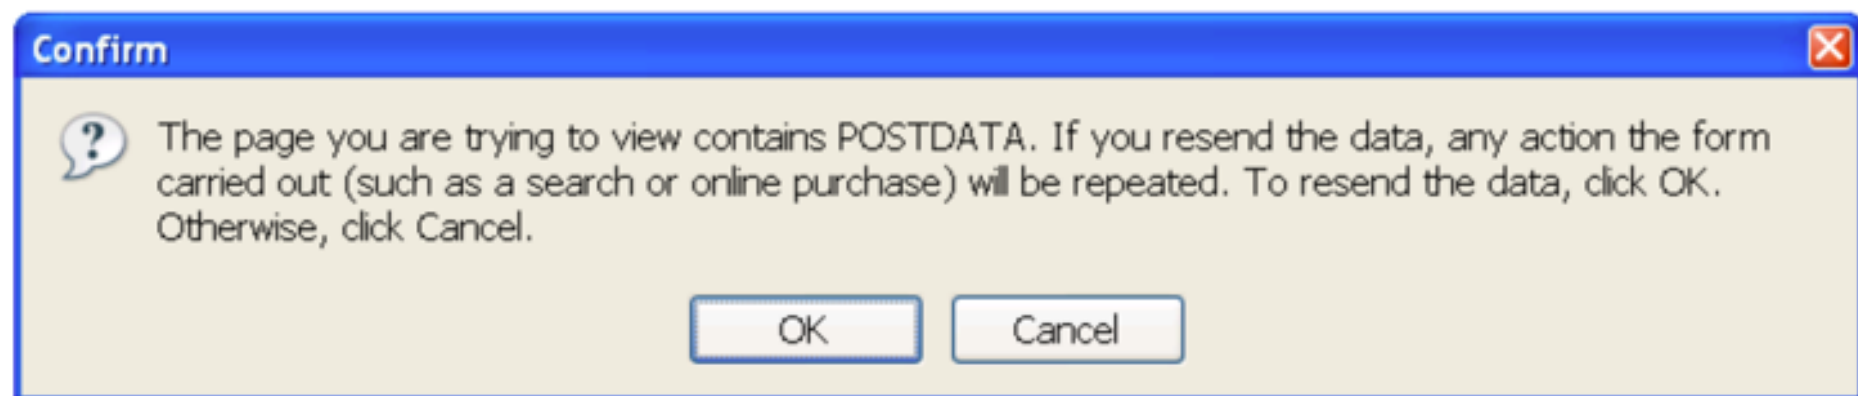 Confirm
The page you are trying to view contains POSTDATA. If you resend the data, any action the form
carried out (such as a search or online purchase) will be repeated. To resend the data, click OK.
Otherwise, click Cancel.
OK Cancel